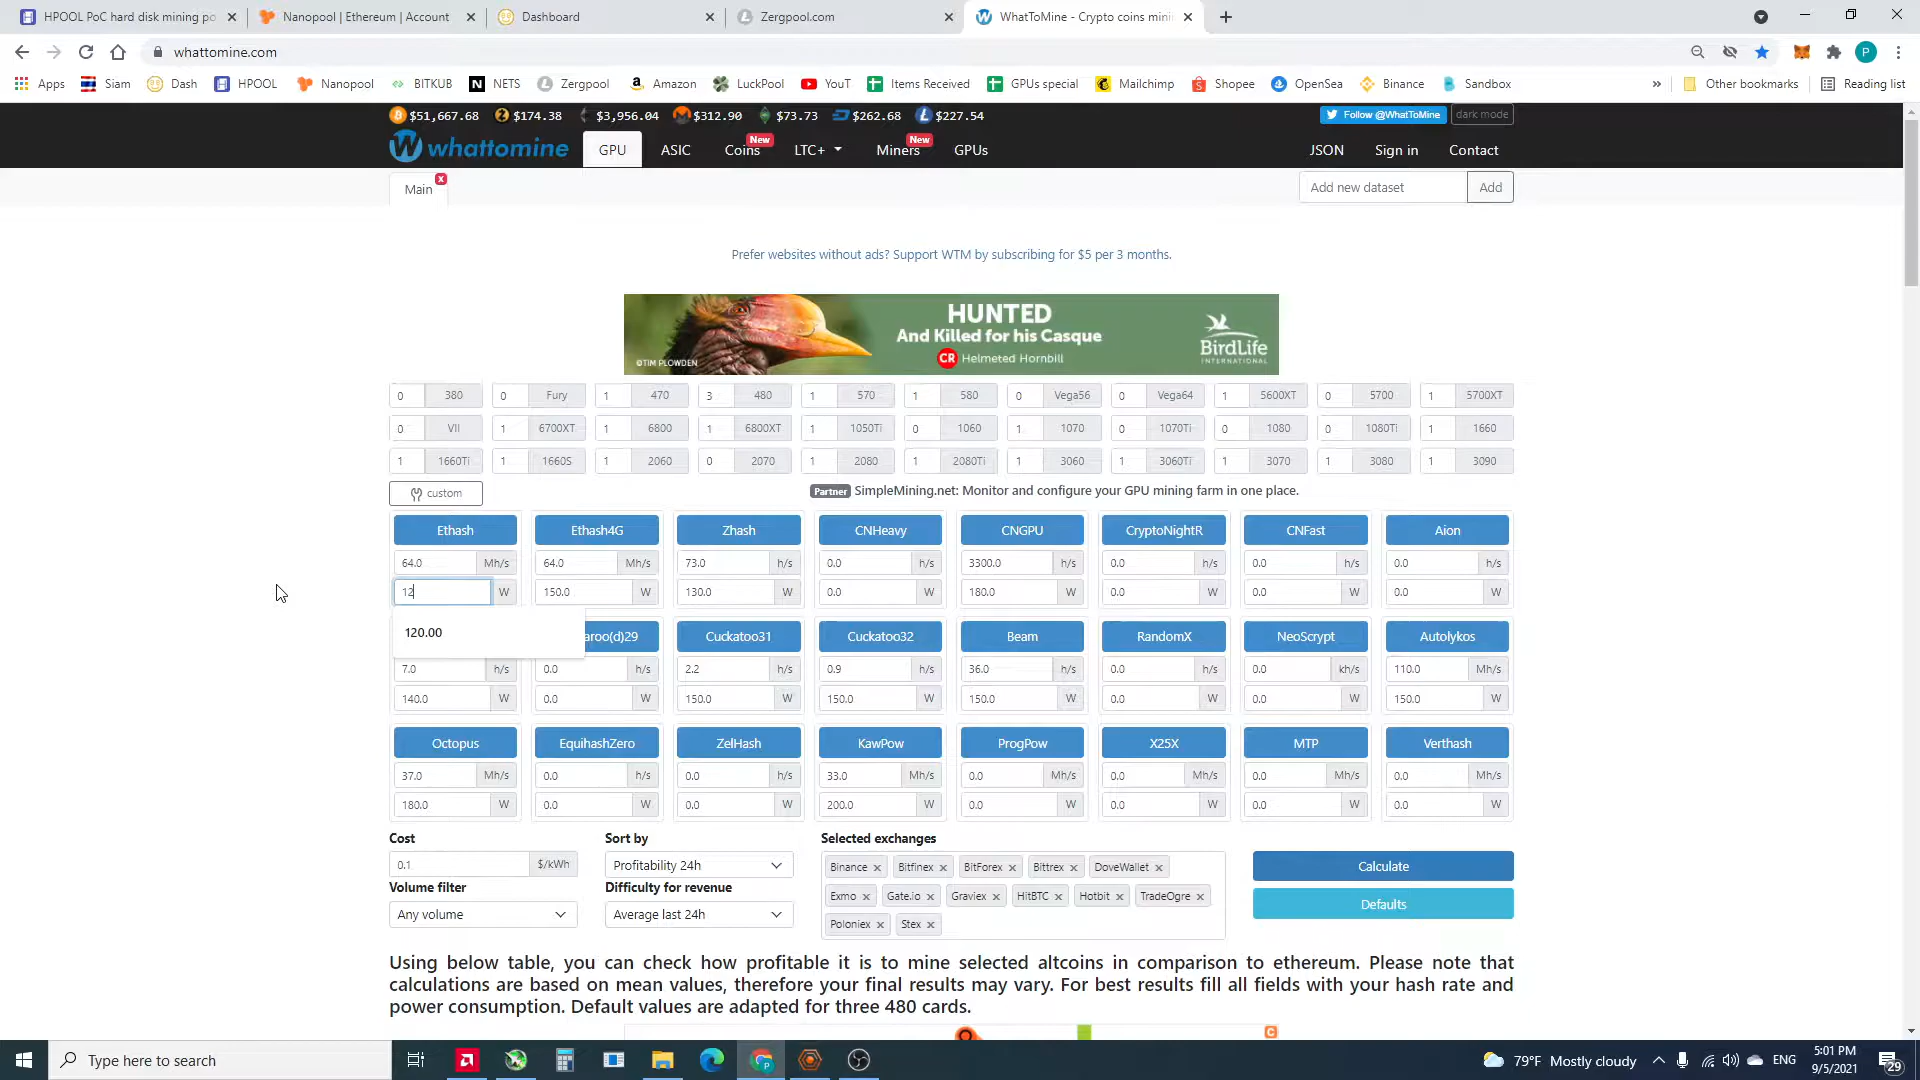 HPOOL PoC hard disk mining po
Nanopool | Ethereum | Account
Dashboard
Zergpool.com
WhatToMine - Crypto coins mini
whattomine.com
P
Apps Siam Dash HPOOL Nanopool BITKUB NETS Zergpool Amazon LuckPool YouT Items Received GPUs special Mailchimp Shopee OpenSea Binance Sandbox » Other bookmarks Reading list
$51,667.68 $174.38 $3,956.04 $312.90 $73.73 $262.68 $227.54 Follow @WhatToMine dark mode
whattomine GPU ASIC Coins New LTC+ Miners New GPUs JSON Sign in Contact
Main x Add new dataset Add
Prefer websites without ads? Support WTM by subscribing for $5 per 3 months.
HUNTED
And Killed for his Casque
CR Helmeted Hornbill
©TIM PLOWDEN
BirdLife
INTERNATIONAL
0 380 0 Fury 1 470 3 480 1 570 1 580 0 Vega56 0 Vega64 1 5600XT 0 5700 1 5700XT
0 VII 1 6700XT 1 6800 1 6800XT 1 1050Ti 0 1060 1 1070 0 1070Ti 0 1080 0 1080Ti 1 1660
1 1660Ti 1 1660S 1 2060 0 2070 1 2080 1 2080Ti 1 3060 1 3060Ti 1 3070 1 3080 1 3090
custom Partner SimpleMining.net: Monitor and configure your GPU mining farm in one place.
Ethash Ethash4G Zhash CNHeavy CNGPU CryptoNightR CNFast Aion
64.0 Mh/s 64.0 Mh/s 73.0 h/s 0.0 h/s 3300.0 h/s 0.0 h/s 0.0 h/s 0.0 h/s
12 W 150.0 W 130.0 W 0.0 W 180.0 W 0.0 W 0.0 W 0.0 W
120.00
aroo(d)29 Cuckatoo31 Cuckatoo32 Beam RandomX NeoScrypt Autolykos
7.0 h/s 0.0 h/s 2.2 h/s 0.9 h/s 36.0 h/s 0.0 h/s 0.0 kh/s 110.0 Mh/s
140.0 W 0.0 W 150.0 W 150.0 W 150.0 W 0.0 W 0.0 W 150.0 W
Octopus EquihashZero ZelHash KawPow ProgPow X25X MTP Verthash
37.0 Mh/s 0.0 h/s 0.0 h/s 33.0 Mh/s 0.0 Mh/s 0.0 Mh/s 0.0 Mh/s 0.0 Mh/s
180.0 W 0.0 W 0.0 W 200.0 W 0.0 W 0.0 W 0.0 W 0.0 W
Cost Sort by Selected exchanges
0.1 $/kWh Profitability 24h Binance Bitfinex BitForex Bittrex DoveWallet Calculate
Volume filter Difficulty for revenue Exmo Gate.io Graviex HitBTC Hotbit TradeOgre Defaults
Any volume Average last 24h Poloniex Stex
Using below table, you can check how profitable it is to mine selected altcoins in comparison to ethereum. Please note that
calculations are based on mean values, therefore your final results may vary. For best results fill all fields with your hash rate and
power consumption. Default values are adapted for three 480 cards.
Type here to search
79°F Mostly cloudy ENG 5:01 PM
9/5/2021
29